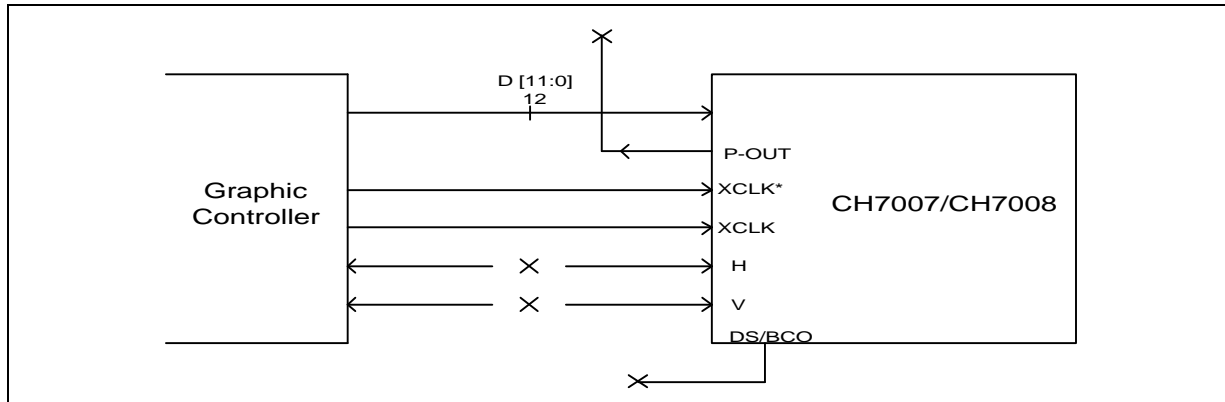 D [11:0]
12
P-OUT
XCLK*
Graphic
Controller
CH7007/CH7008
XCLK
H
V
DS/BCO